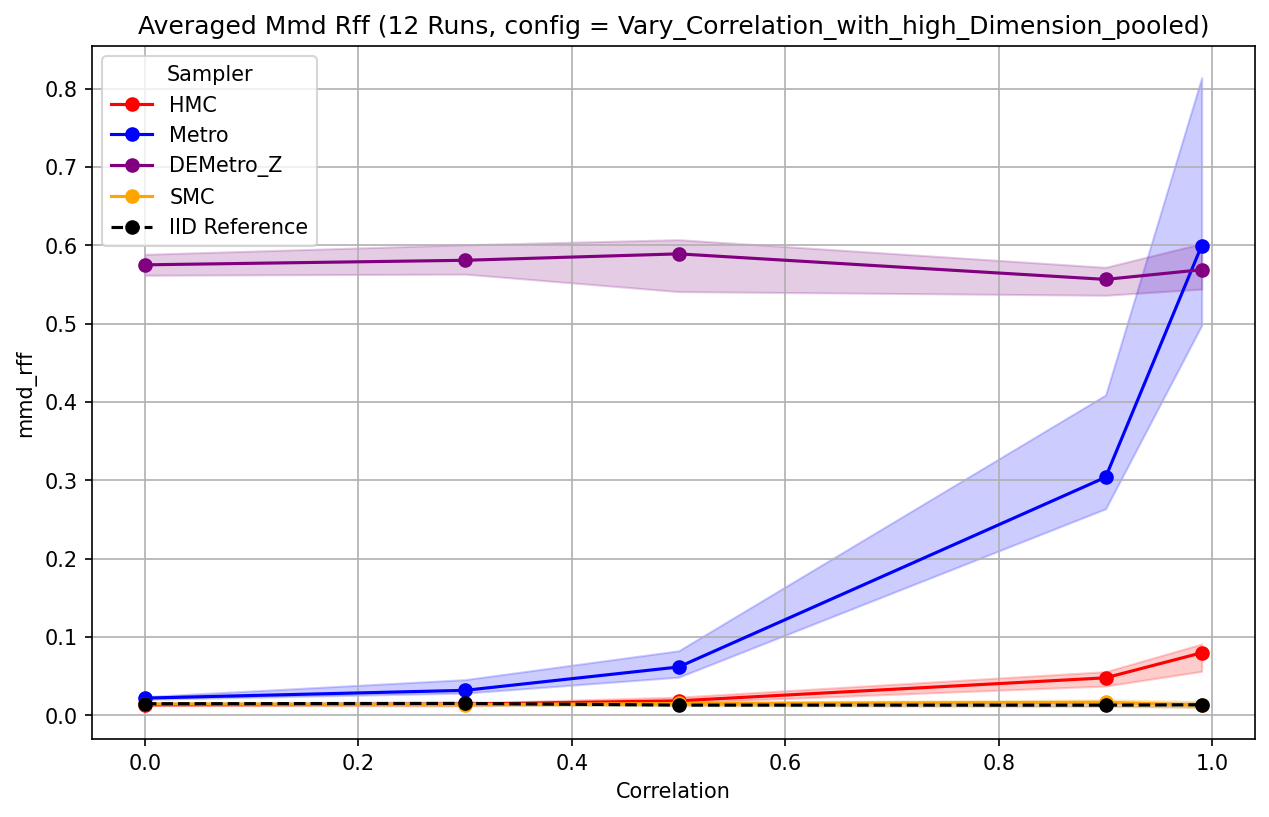 Averaged Mmd Rff (12 Runs, config = Vary_Correlation_with_high_Dimension_pooled)
Sampler
HMC
Metro
DEMetro_Z
SMC
IID Reference
mmd_rff
0.8
0.7
0.6
0.5
0.4
0.3
0.2
0.1
0.0
0.0 0.2 0.4 0.6 0.8 1.0
Correlation